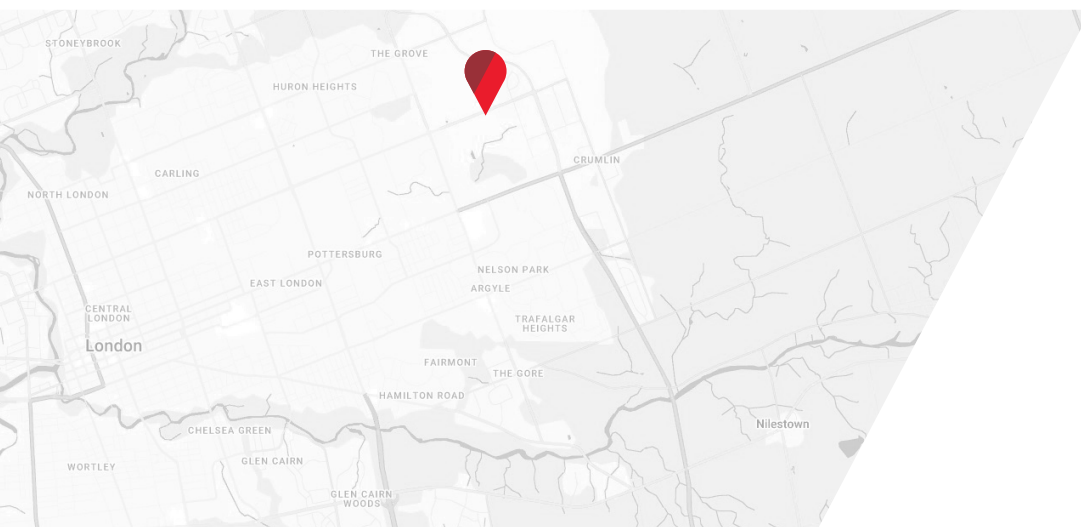 STONEYBROOK
THE GROVE
HURON HEIGHTS
CRUMLIN
CARLING
NORTH LONDON
POTTERSBURG
NELSON PARK
EAST LONDON
ARGYLE
CENTRAL
LONDON
TRAFALGAR
HEIGHTS
London
FAIRMONT
THE GORE
HAMILTON ROAD
Nilestown
CHELSEA GREEN
GLEN CAIRN
WORTLEY
GLEN CAIRN
WOODS